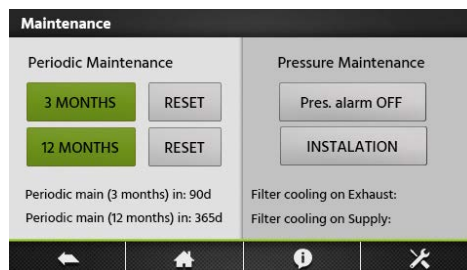 Maintenance
Periodic Maintenance
3 MONTHS RESET
12 MONTHS RESET
Periodic main (3 months) in: 90d
Periodic main (12 months) in: 365d
Pressure Maintenance
Pres. alarm OFF
INSTALATION
Filter cooling on Exhaust:
Filter cooling on Supply: